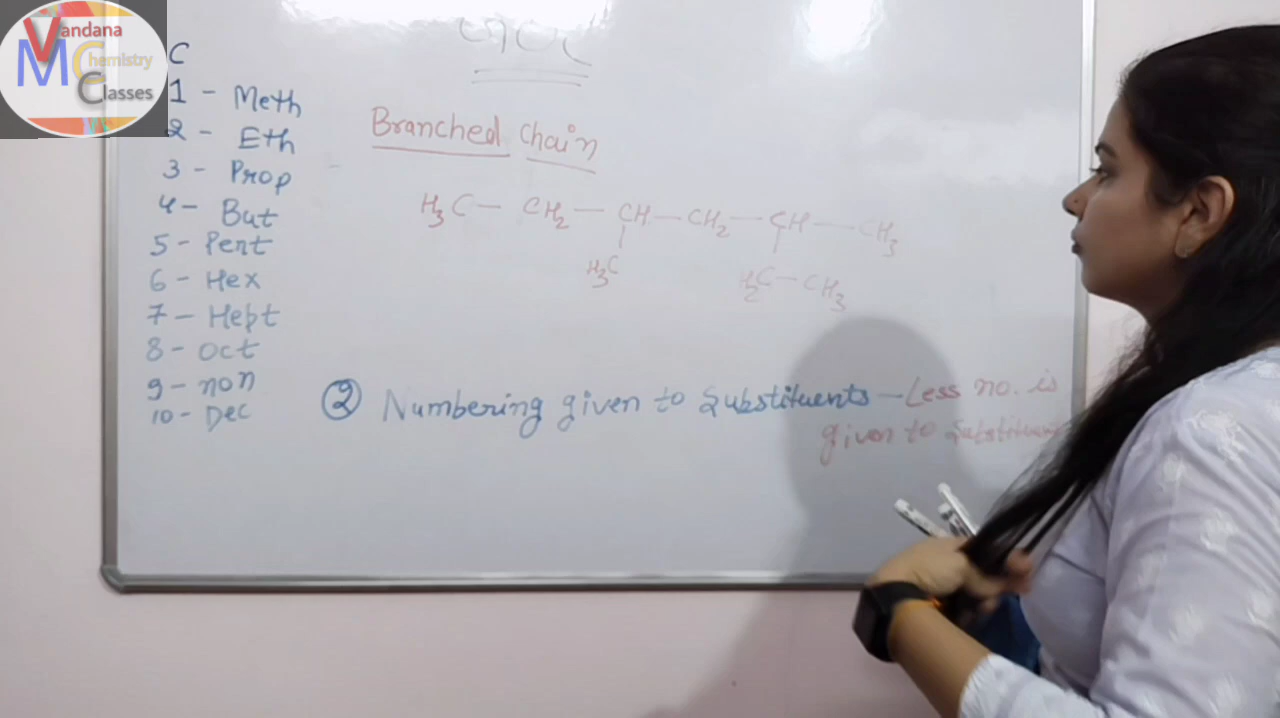 Vandana
Chemistry
Classes
M
C
1 - Meth
2 - Eth
3 - Prop
4 - But
5 - Pent
6 - Hex
7 - Hept
8 - Oct
9 - non
10 - Dec
Branched Chain
H₃C — CH₂ — CH — CH₂ — CH — CH₃
H₃C H₂C — CH₃
② Numbering given to Substituents — Less no. is
given to